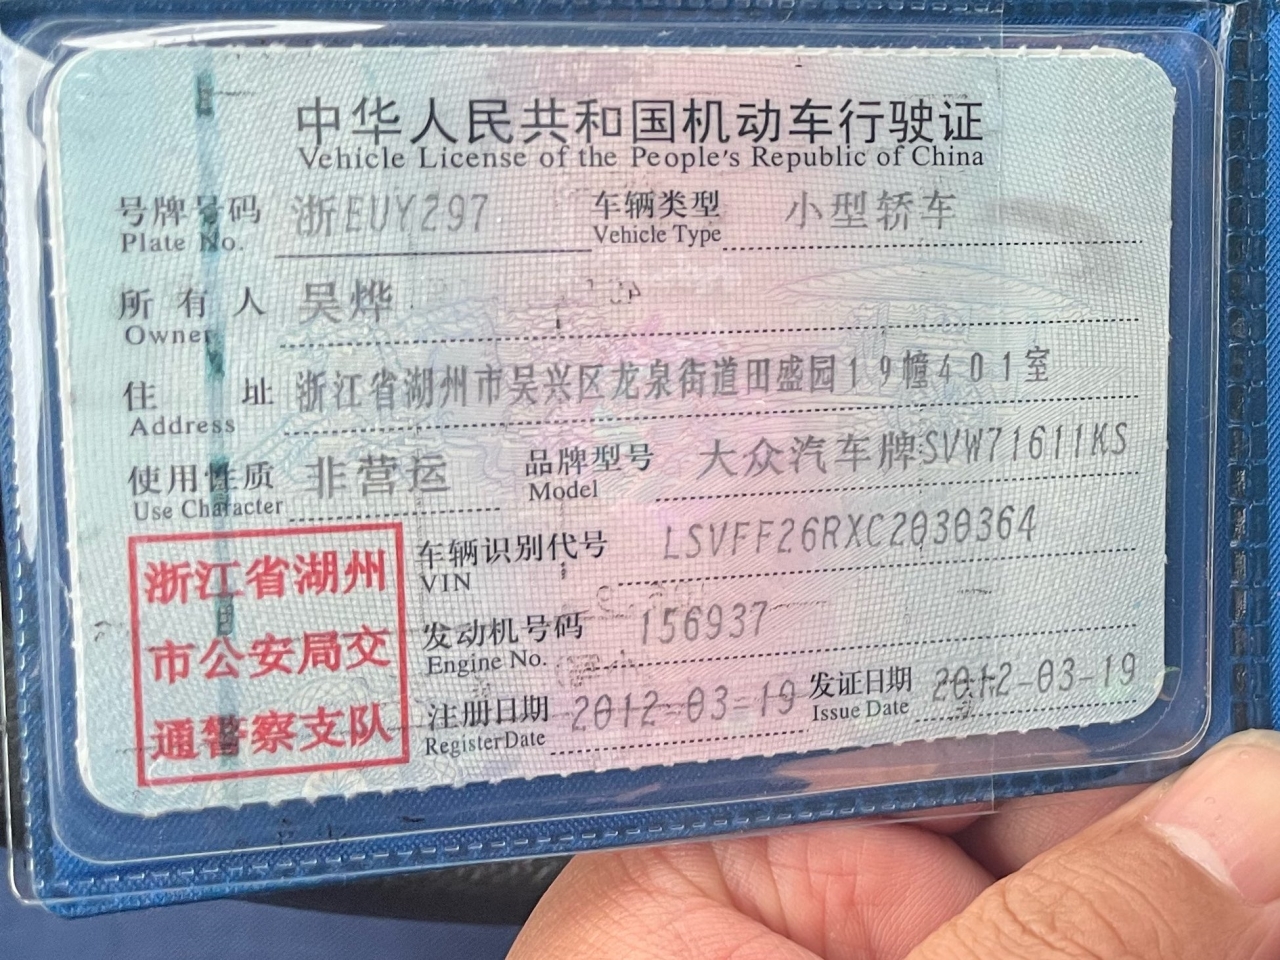 中华人民共和国机动车行驶证
Vehicle License of the People's Republic of China
号牌号码 浙EUY297 车辆类型 小型轿车
Plate No. Vehicle Type
所有人 吴烨
Owner
住址 浙江省湖州市吴兴区龙泉街道田盛园19幢401室
Address
使用性质 非营运 品牌型号 大众汽车牌SVW71611KS
Use Character Model
车辆识别代号 LSVFF26RXC2030364
VIN
发动机号码 156937
Engine No.
注册日期 2012-03-19 发证日期 2012-03-19
Register Date Issue Date
浙江省湖州
市公安局交
通警察支队